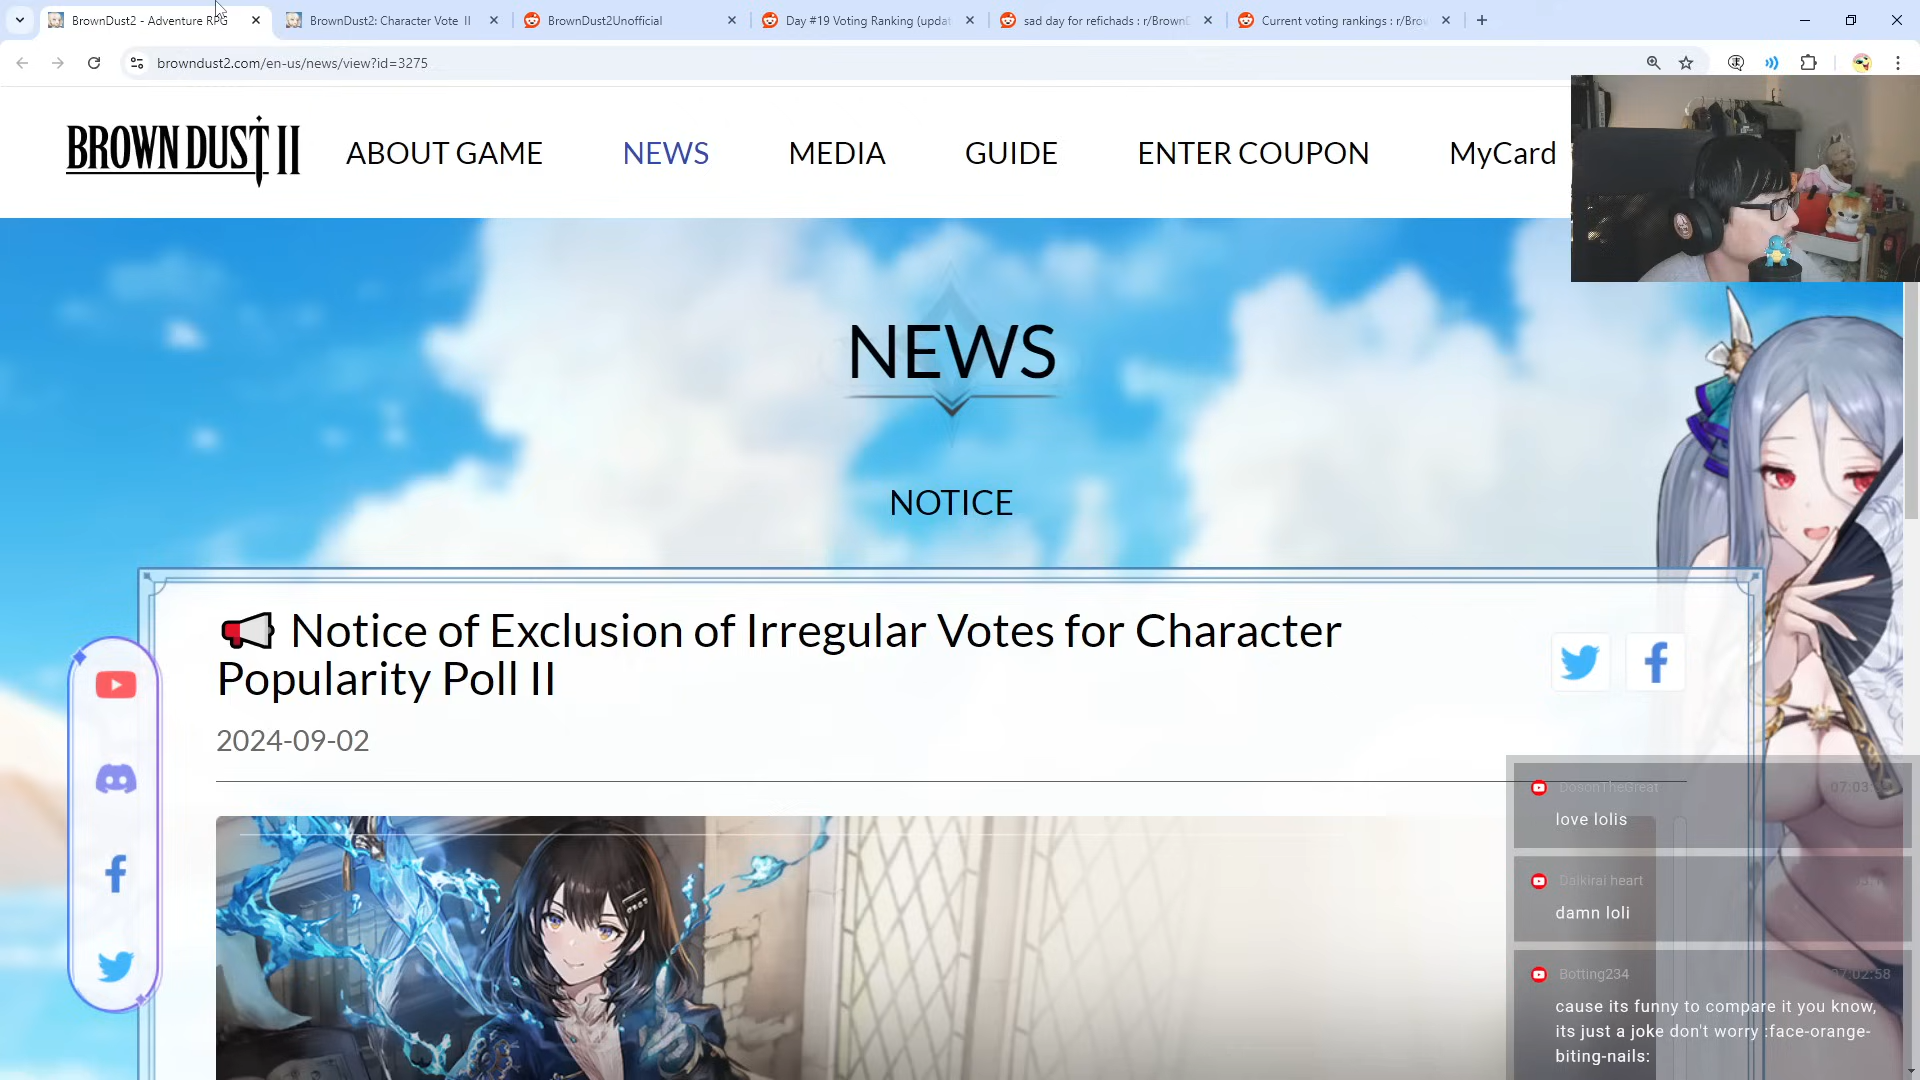 BrownDust2 - Adventure RPG
BrownDust2: Character Vote II
BrownDust2Unofficial
Day #19 Voting Ranking (updat
sad day for refichads : r/BrownD
Current voting rankings : r/Brow
browndust2.com/en-us/news/view?id=3275
BROWN DUST II
ABOUT GAME
NEWS
MEDIA
GUIDE
ENTER COUPON
MyCard
NEWS
NOTICE
Notice of Exclusion of Irregular Votes for Character
Popularity Poll II
2024-09-02
DosonTheGreat
love lolis
Daikirai heart
damn loli
Botting234
07:02:58
cause its funny to compare it you know,
its just a joke don't worry :face-orange-
biting-nails: